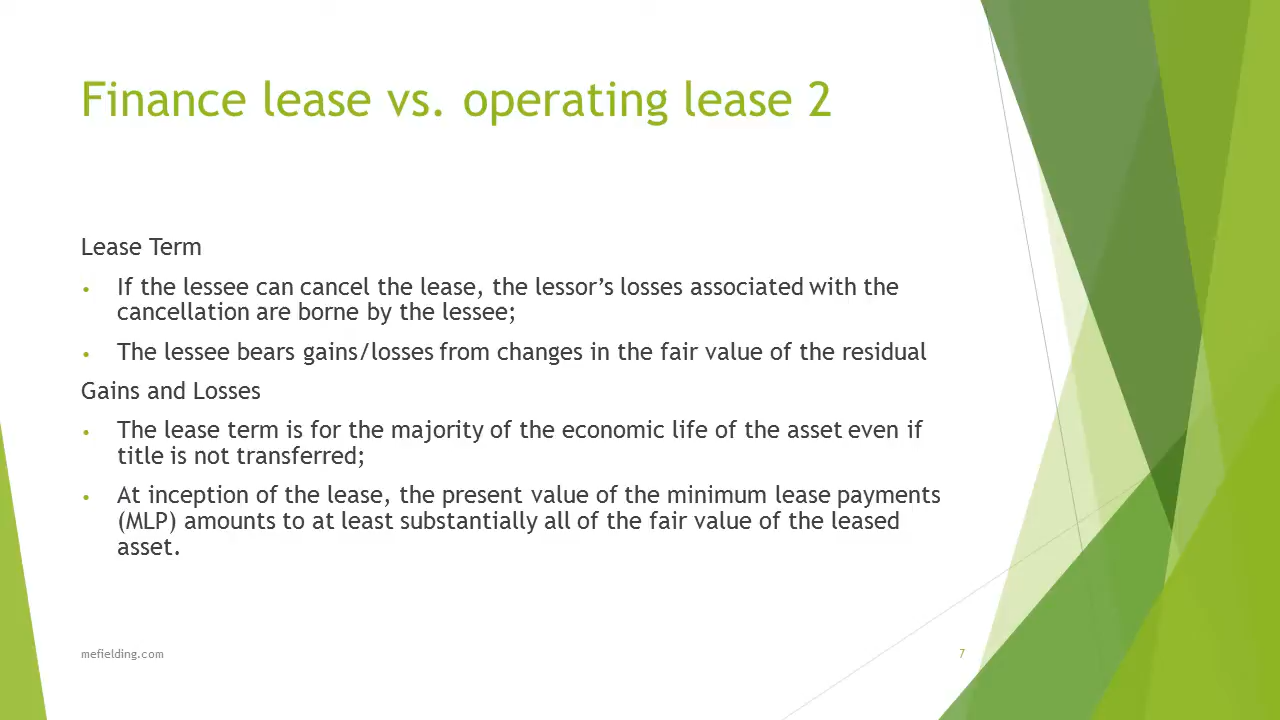 Finance lease vs. operating lease 2
Lease Term
• If the lessee can cancel the lease, the lessor’s losses associated with the
cancellation are borne by the lessee;
• The lessee bears gains/losses from changes in the fair value of the residual
Gains and Losses
• The lease term is for the majority of the economic life of the asset even if
title is not transferred;
• At inception of the lease, the present value of the minimum lease payments
(MLP) amounts to at least substantially all of the fair value of the leased
asset.
mefielding.com
7